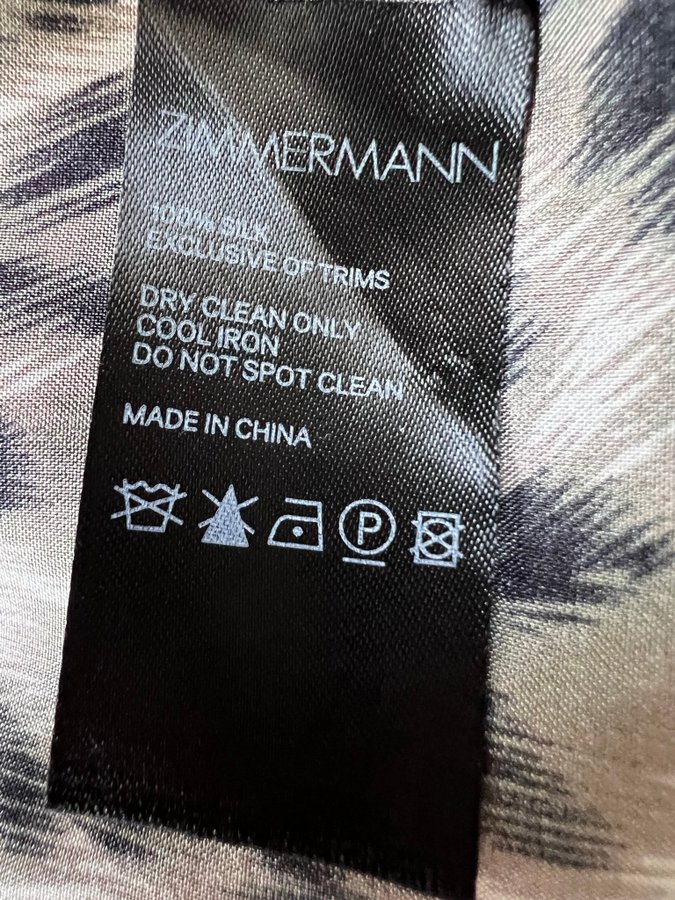 ZIMMERMANN
100% SILK
EXCLUSIVE OF TRIMS
DRY CLEAN ONLY
COOL IRON
DO NOT SPOT CLEAN
MADE IN CHINA
P